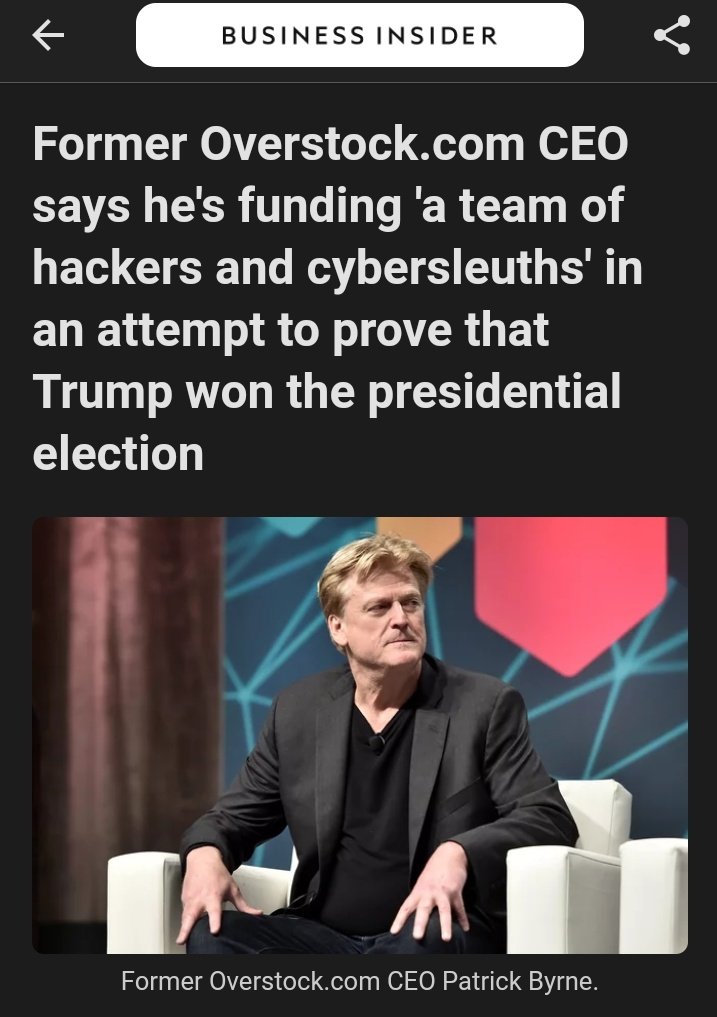 BUSINESS INSIDER
Former Overstock.com CEO
says he's funding 'a team of
hackers and cybersleuths' in
an attempt to prove that
Trump won the presidential
election
Former Overstock.com CEO Patrick Byrne.